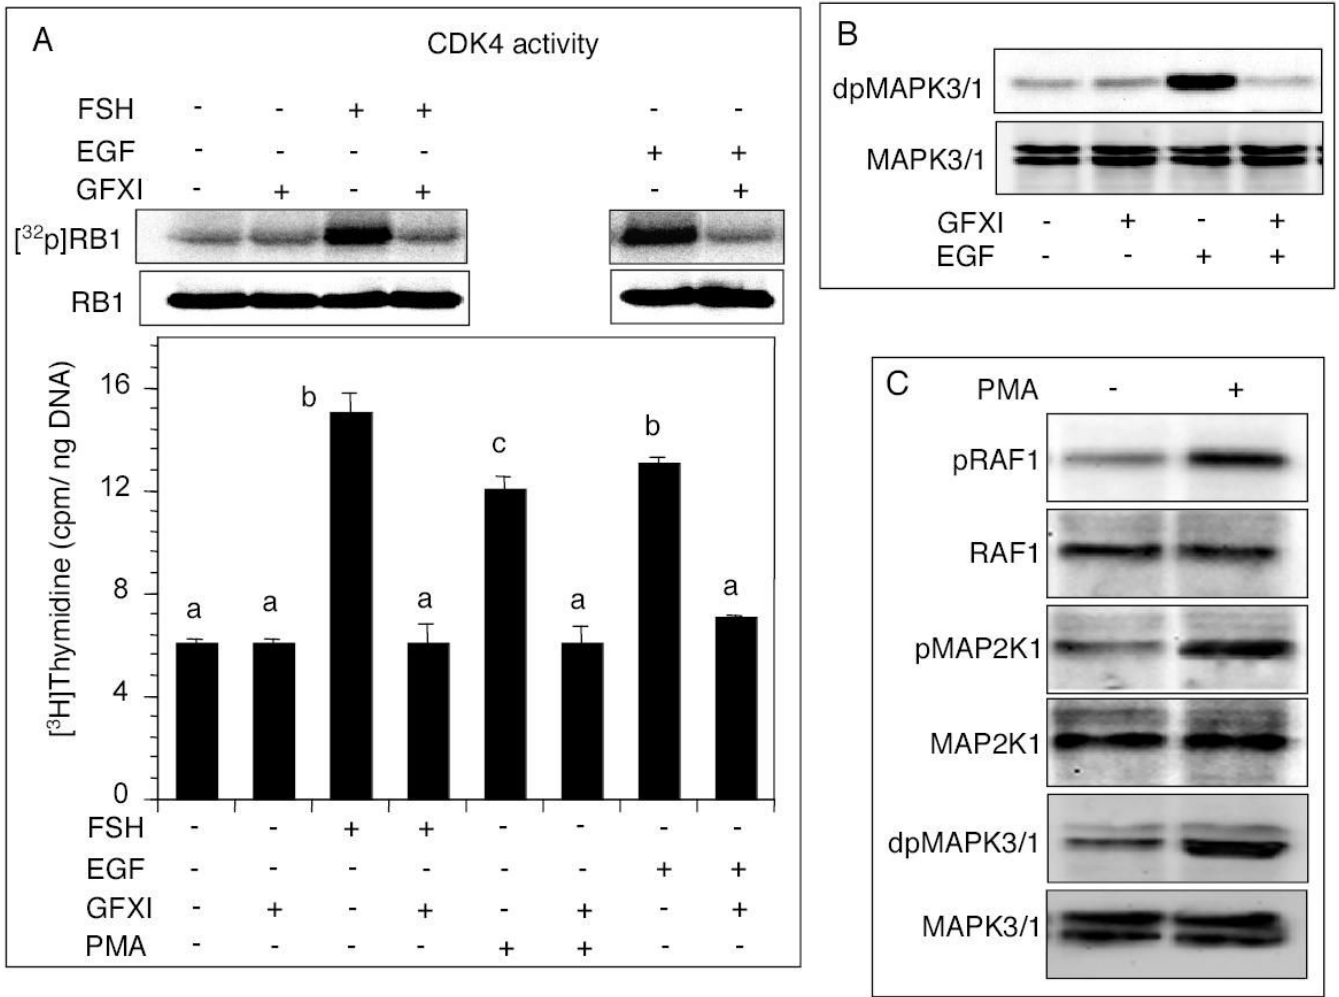 A
CDK4 activity
FSH - - + + - -
EGF - - - - + +
GFXI - + - + - +
[³²p]RB1
RB1
[³H]Thymidine (cpm/ ng DNA)
16
12
8
4
0
a a b a c a b a
FSH - - + + - - - -
EGF - - - - - - + +
GFXI - + - + - + - +
PMA - - - - + + - -
B
dpMAPK3/1
MAPK3/1
GFXI - + - +
EGF - - + +
C
PMA - +
pRAF1
RAF1
pMAP2K1
MAP2K1
dpMAPK3/1
MAPK3/1